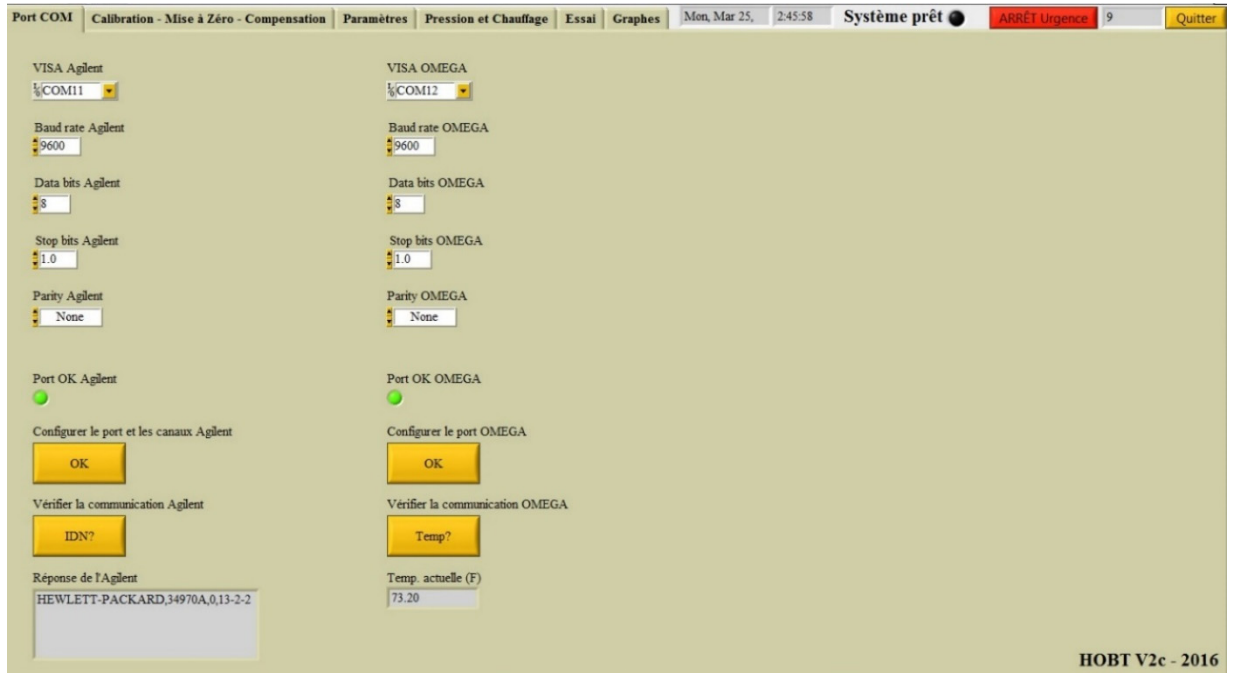 Port COM Calibration - Mise à Zéro - Compensation Paramètres Pression et Chauffage Essai Graphes Mon, Mar 25, 2:45:58 Système prêt ARRÊT Urgence 9 Quitter
VISA Agilent VISA OMEGA
COM11 COM12
Baud rate Agilent Baud rate OMEGA
9600 9600
Data bits Agilent Data bits OMEGA
8 8
Stop bits Agilent Stop bits OMEGA
1.0 1.0
Parity Agilent Parity OMEGA
None None
Port OK Agilent Port OK OMEGA
Configurer le port et les canaux Agilent Configurer le port OMEGA
OK OK
Vérifier la communication Agilent Vérifier la communication OMEGA
IDN? Temp?
Réponse de l'Agilent Temp. actuelle (F)
HEWLETT-PACKARD,34970A,0,13-2-2 73.20
HOBT V2c - 2016